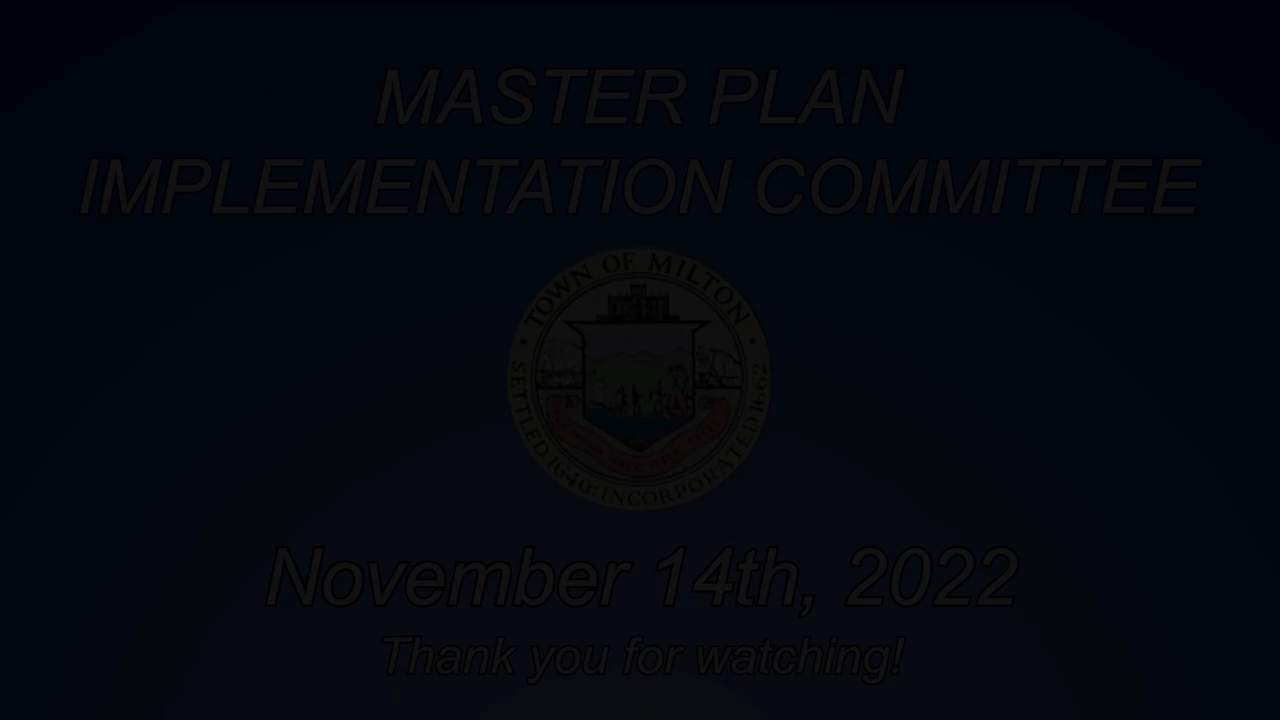 MASTER PLAN
IMPLEMENTATION COMMITTEE
TOWN OF MILTON
SETTLED 1640 : INCORPORATED 1662
November 14th, 2022
Thank you for watching!